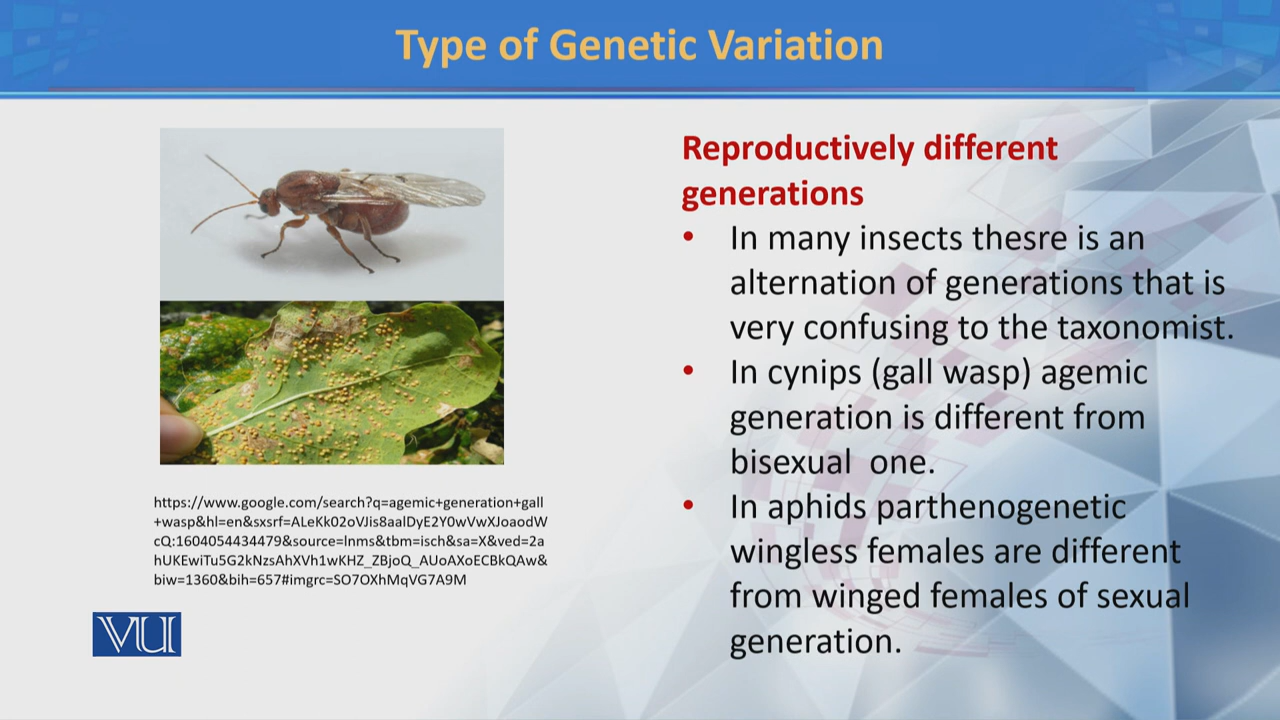 Type of Genetic Variation
Reproductively different
generations
• In many insects thesre is an
alternation of generations that is
very confusing to the taxonomist.
• In cynips (gall wasp) agemic
generation is different from
bisexual one.
• In aphids parthenogenetic
wingless females are different
from winged females of sexual
generation.
https://www.google.com/search?q=agemic+generation+gall
+wasp&hl=en&sxsrf=ALeKk02oVJis8aalDyE2Y0wVwXJoaodW
cQ:1604054434479&source=lnms&tbm=isch&sa=X&ved=2a
hUKEwiTu5G2kNzsAhXVh1wKHZ_ZBjoQ_AUoAXoECBkQAw&
biw=1360&bih=657#imgrc=SO7OXhMqVG7A9M
VU